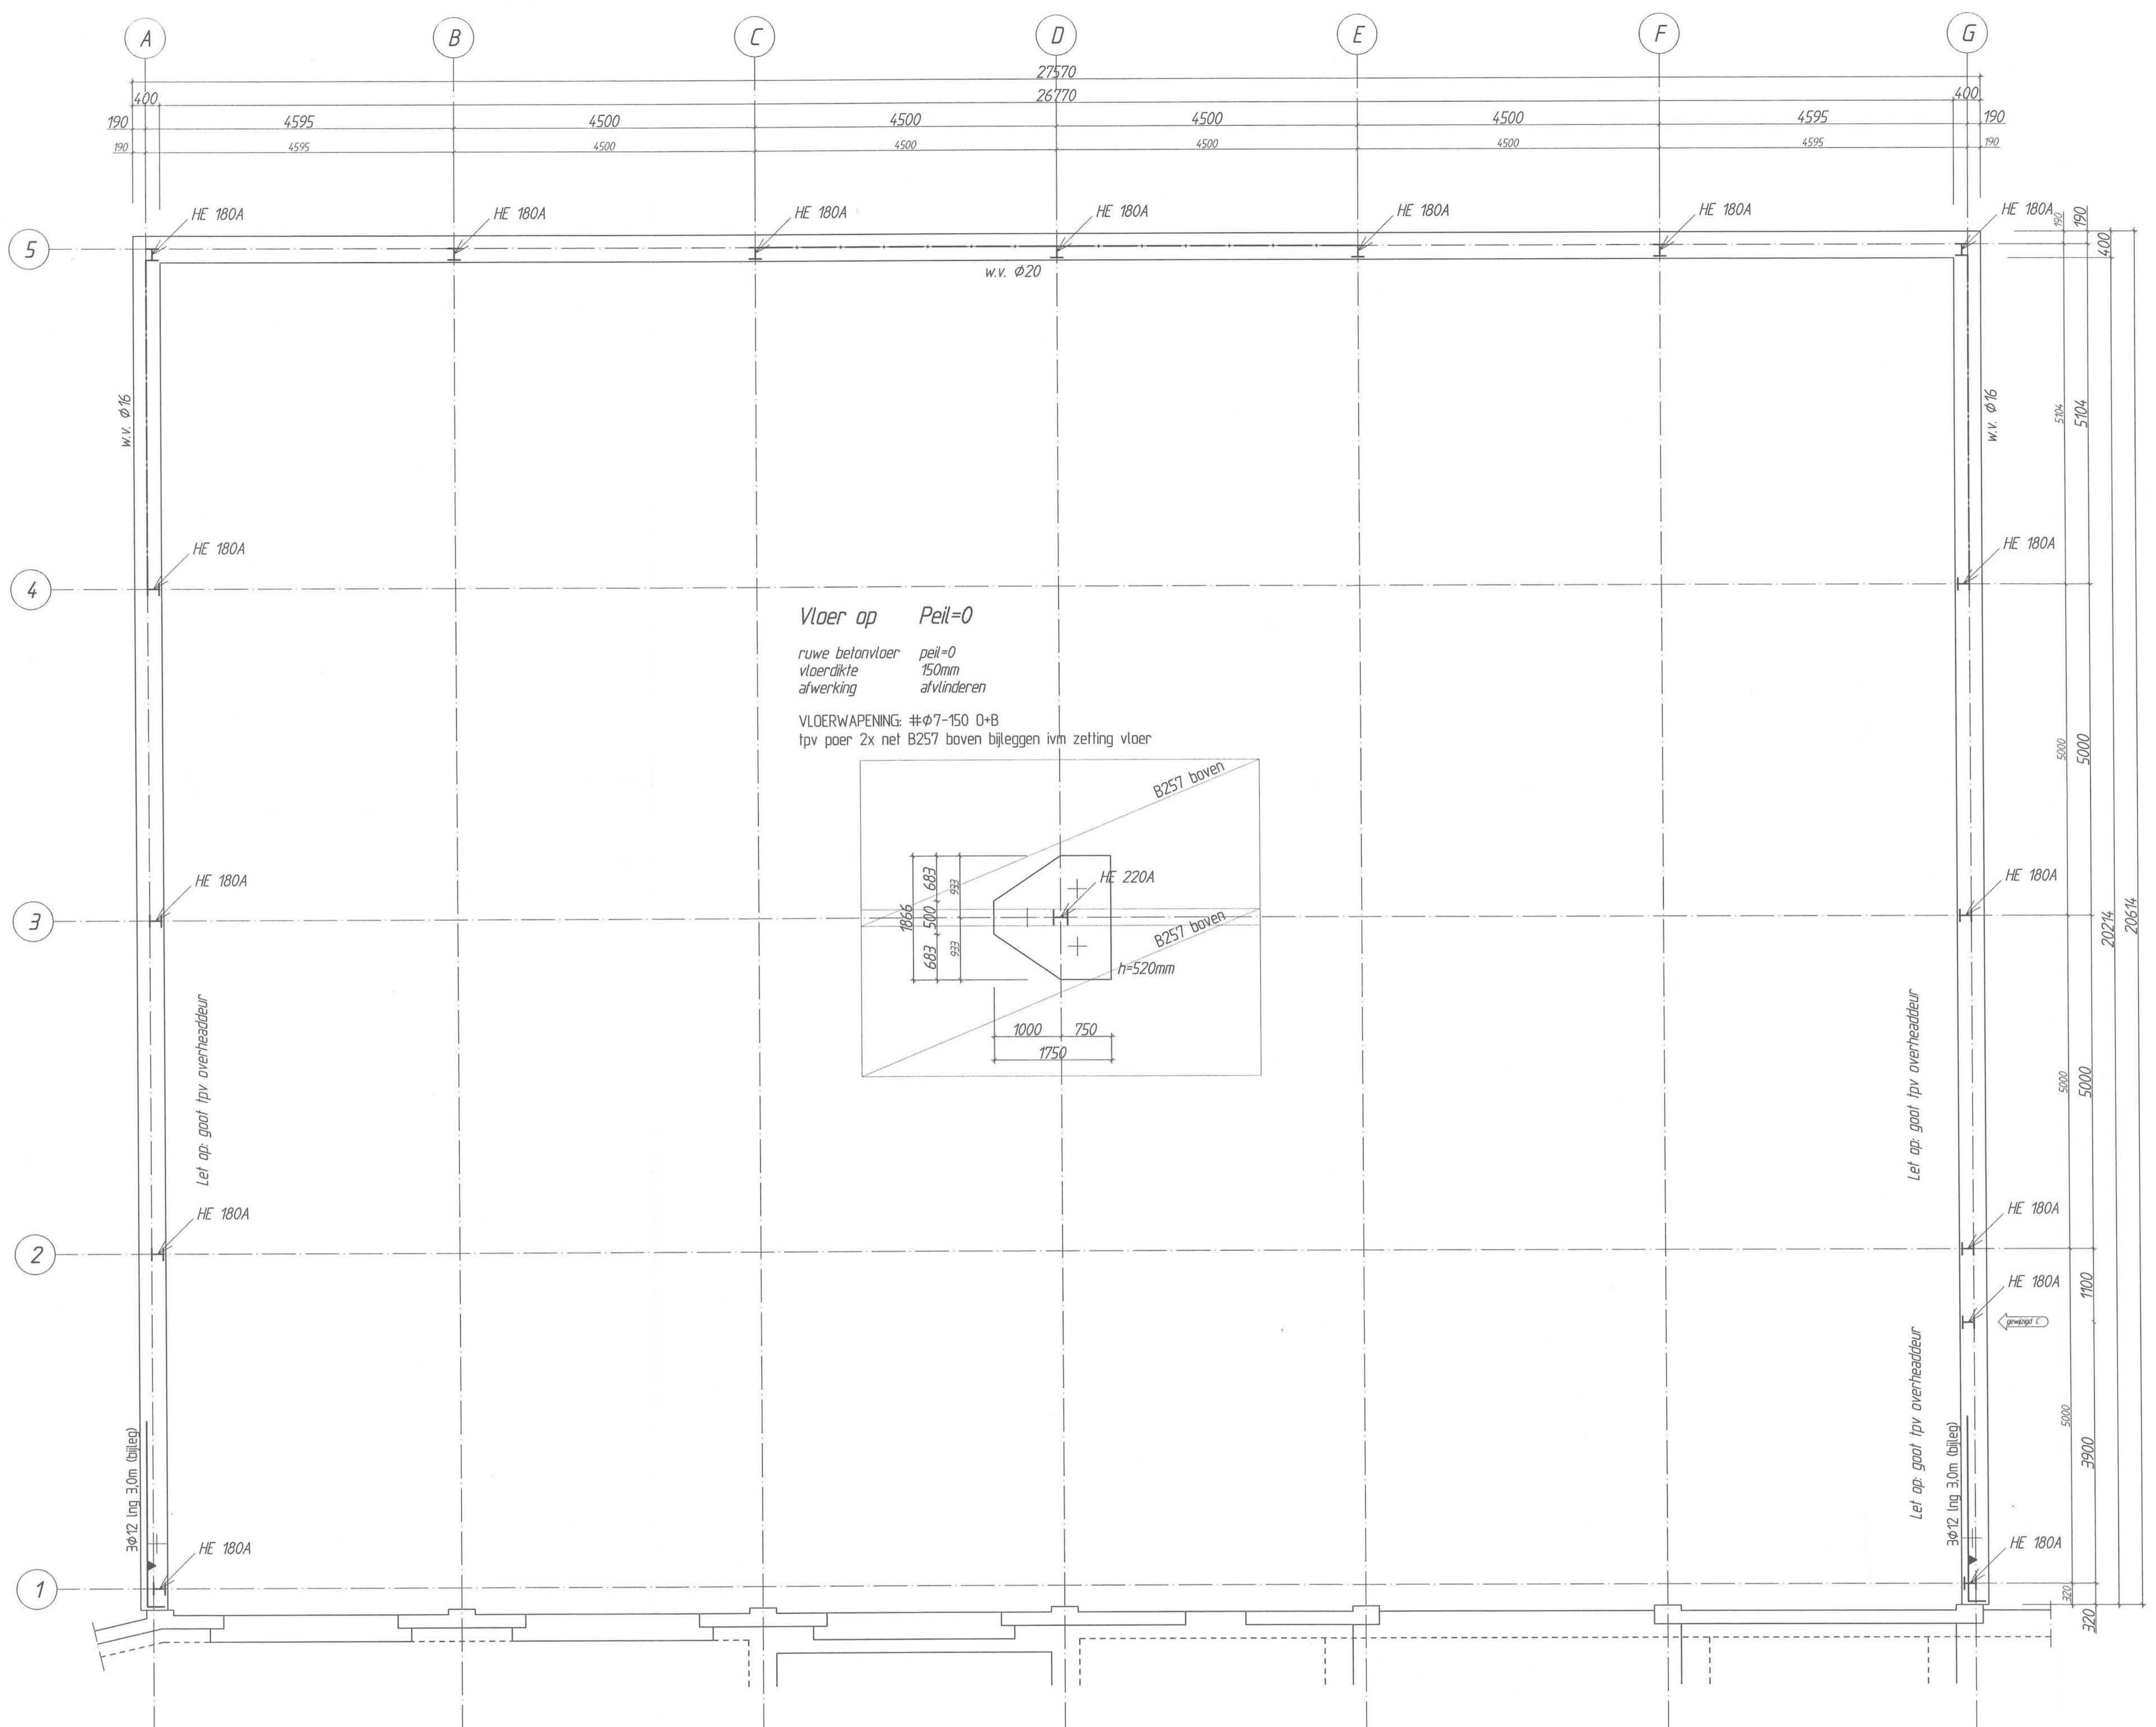 A B C D E F G
27570
400 26770 400
190 4595 4500 4500 4500 4500 4595 190
190 4595 4500 4500 4500 4500 4595 190
HE 180A HE 180A HE 180A HE 180A HE 180A HE 180A HE 180A
190 190
400
5
w.v. Ø20
w.v. Ø16
w.v. Ø16
5104 5104
HE 180A
HE 180A
4
Vloer op Peil=0
ruwe betonvloer peil=0
vloerdikte 150mm
afwerking afvlinderen
VLOERWAPENING: #Ø7-150 O+B
tpv poer 2x net B257 boven bijleggen ivm zetting vloer
5000 5000
B257 boven
HE 180A
683 933
HE 220A
HE 180A
3
1866 500
B257 boven
683 933
h=520mm
20214 20614
1000 750
1750
Let op: goot tpv overheaddeur
Let op: goot tpv overheaddeur
5000 5000
HE 180A
HE 180A
2
HE 180A
1100
gewijzigd C
Let op: goot tpv overheaddeur
5000 3900
3Ø12 lng 3,0m (bijleg)
3Ø12 lng 3,0m (bijleg)
HE 180A
HE 180A
1
320 320